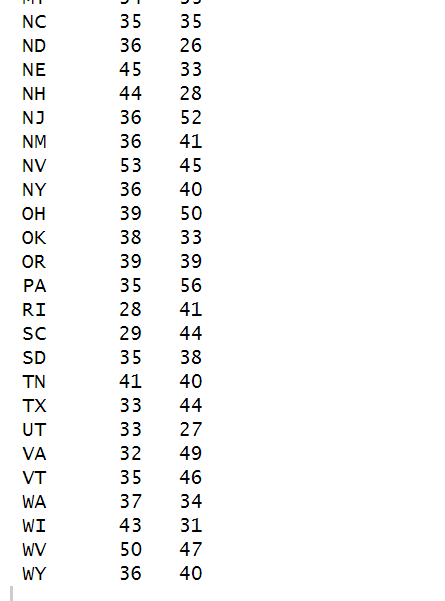 NC 35 35
ND 36 26
NE 45 33
NH 44 28
NJ 36 52
NM 36 41
NV 53 45
NY 36 40
OH 39 50
OK 38 33
OR 39 39
PA 35 56
RI 28 41
SC 29 44
SD 35 38
TN 41 40
TX 33 44
UT 33 27
VA 32 49
VT 35 46
WA 37 34
WI 43 31
WV 50 47
WY 36 40